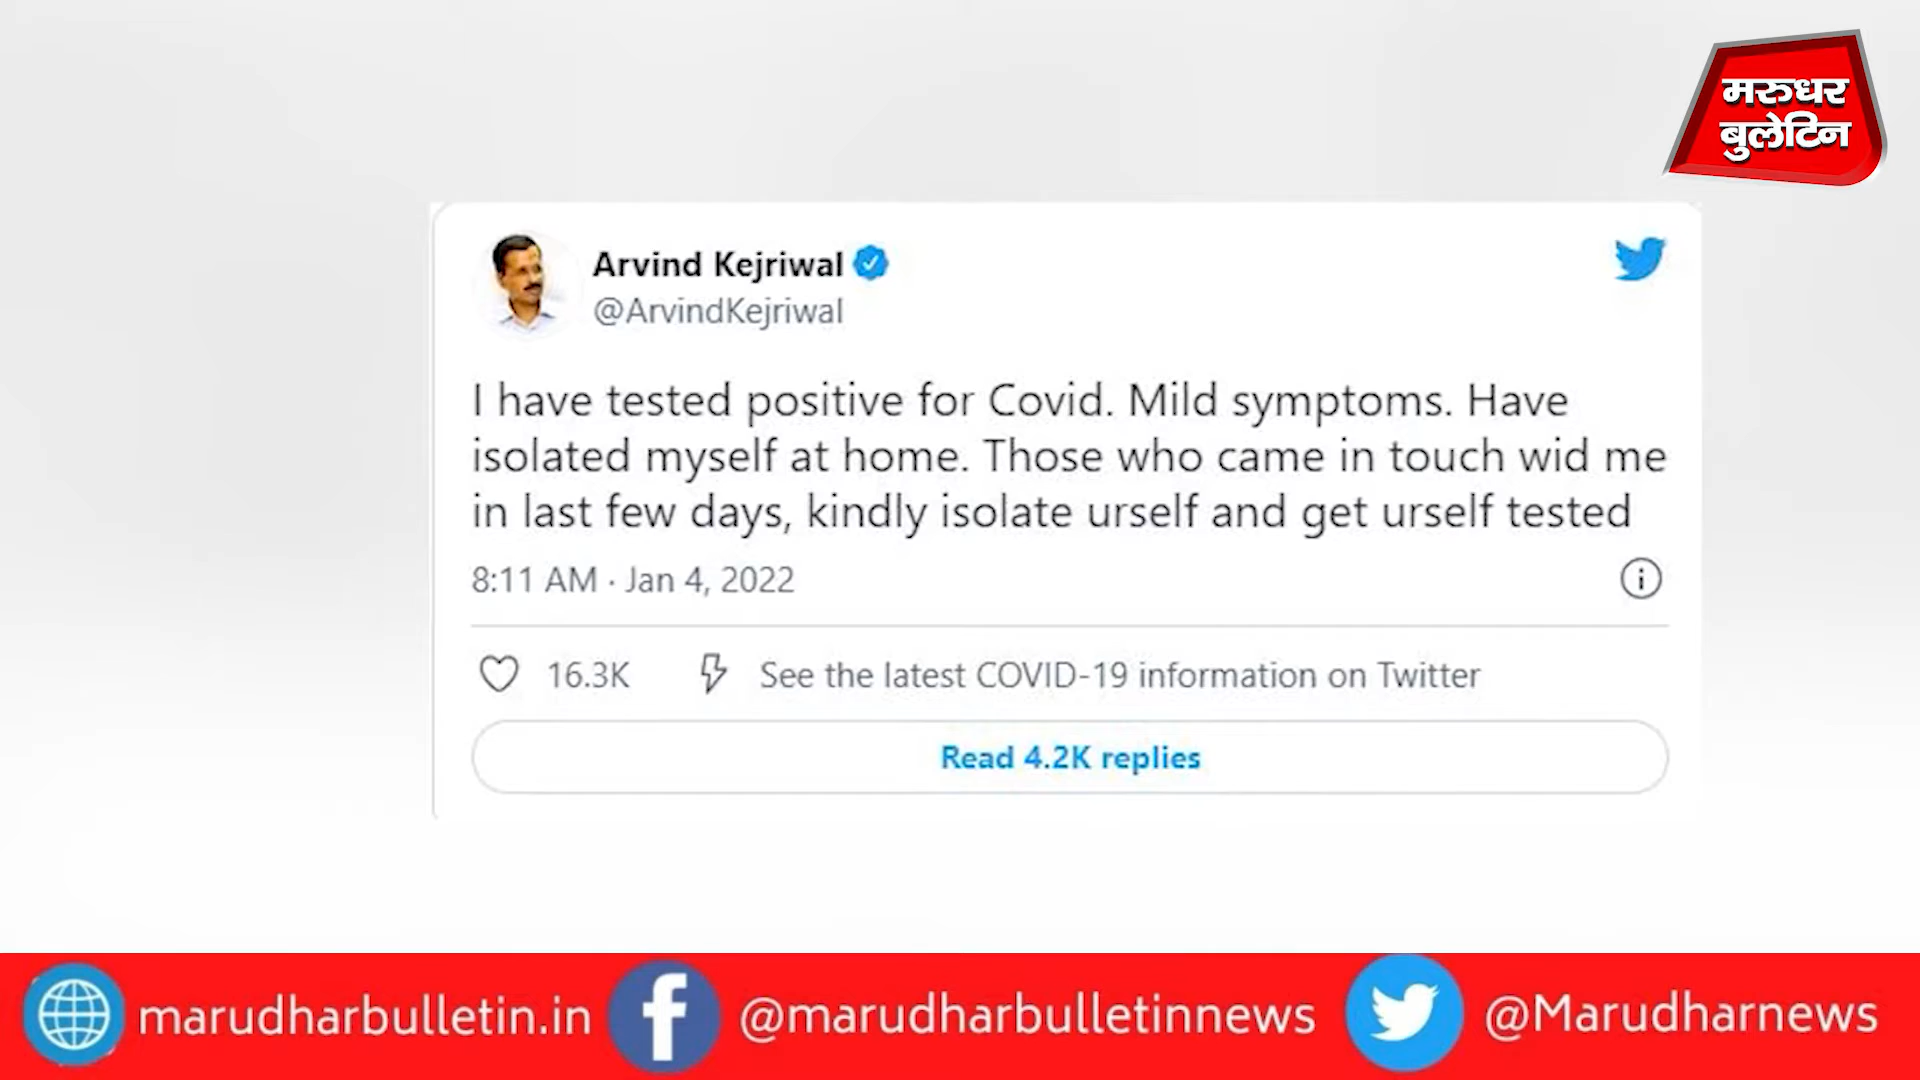 मरुधर
बुलेटिन
Arvind Kejriwal
@ArvindKejriwal
I have tested positive for Covid. Mild symptoms. Have
isolated myself at home. Those who came in touch wid me
in last few days, kindly isolate urself and get urself tested
8:11 AM · Jan 4, 2022
16.3K See the latest COVID-19 information on Twitter
Read 4.2K replies
marudharbulletin.in @marudharbulletinnews @Marudharnews